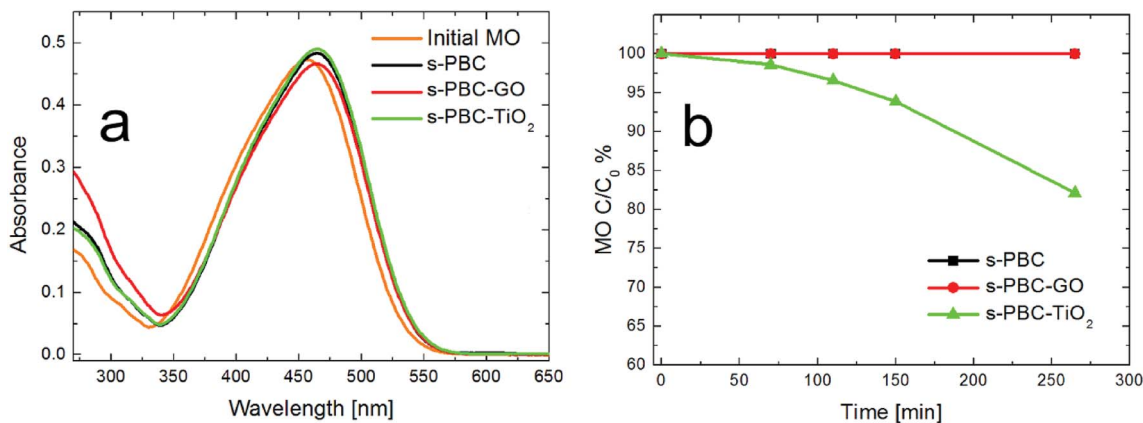 a
Initial MO
s-PBC
s-PBC-GO
s-PBC-TiO₂
0.5
0.4
0.3
0.2
0.1
0.0
Absorbance
300 350 400 450 500 550 600 650
Wavelength [nm]
b
100
95
90
85
80
75
70
65
60
MO C/C₀ %
s-PBC
s-PBC-GO
s-PBC-TiO₂
0 50 100 150 200 250 300
Time [min]